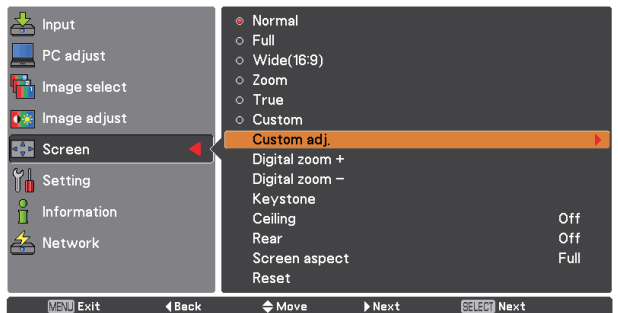 Input
PC adjust
Image select
Image adjust
Screen
Setting
Information
Network
Normal
Full
Wide(16:9)
Zoom
True
Custom
Custom adj.
Digital zoom +
Digital zoom –
Keystone
Ceiling Off
Rear Off
Screen aspect Full
Reset
MENU Exit Back Move Next SELECT Next